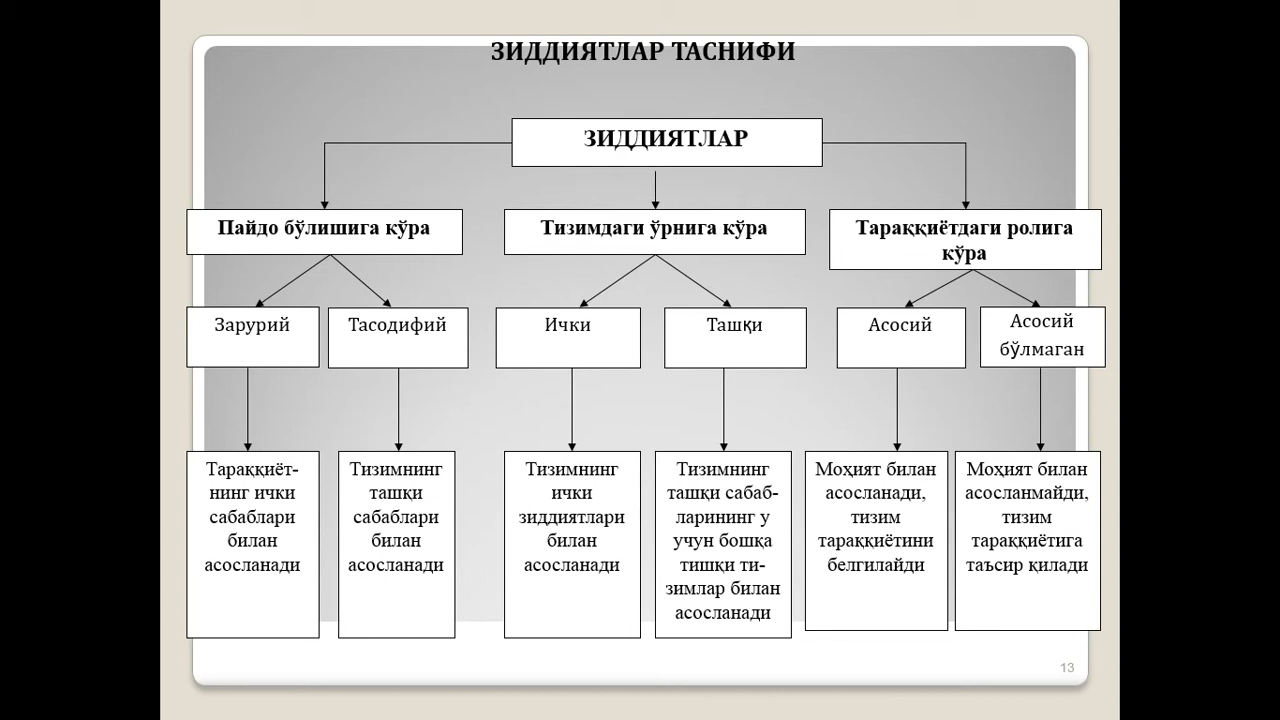 ЗИДДИЯТЛАР ТАСНИФИ
ЗИДДИЯТЛАР
Пайдо бўлишига кўра
Тизимдаги ўрнига кўра
Тараққиётдаги ролига
кўра
Зарурий
Тасодифий
Ички
Ташқи
Асосий
Асосий
бўлмаган
Тараққиёт-
нинг ички
сабаблари
билан
асосланади
Тизимнинг
ташқи
сабаблари
билан
асосланади
Тизимнинг
ички
зиддиятлари
билан
асосланади
Тизимнинг
ташқи сабаб-
ларининг у
учун бошқа
тишқи ти-
зимлар билан
асосланади
Моҳият билан
асосланади,
тизим
тараққиётини
белгилайди
Моҳият билан
асосланмайди,
тизим
тараққиётига
таъсир қилади
13